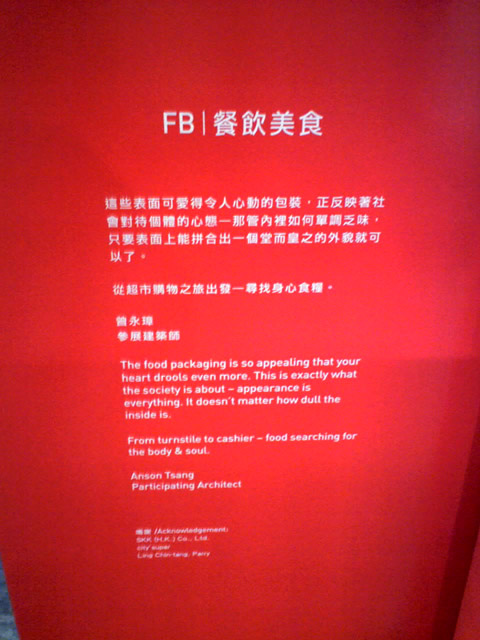 FB|餐飲美食
這些表面可愛得令人心動的包裝，正反映著社
會對待個體的心態—那管內裡如何單調乏味，
只要表面上能拼合出一個堂而皇之的外貌就可
以了。
從超市購物之旅出發—尋找身心食糧。
曾永璋
參展建築師
The food packaging is so appealing that your
heart drools even more. This is exactly what
the society is about – appearance is
everything. It doesn't matter how dull the
inside is.
From turnstile to cashier – food searching for
the body & soul.
Anson Tsang
Participating Architect
鳴謝 /Acknowledgement:
SKK (H.K.) Co., Ltd.
city'super
Ling Chin-tang, Parry